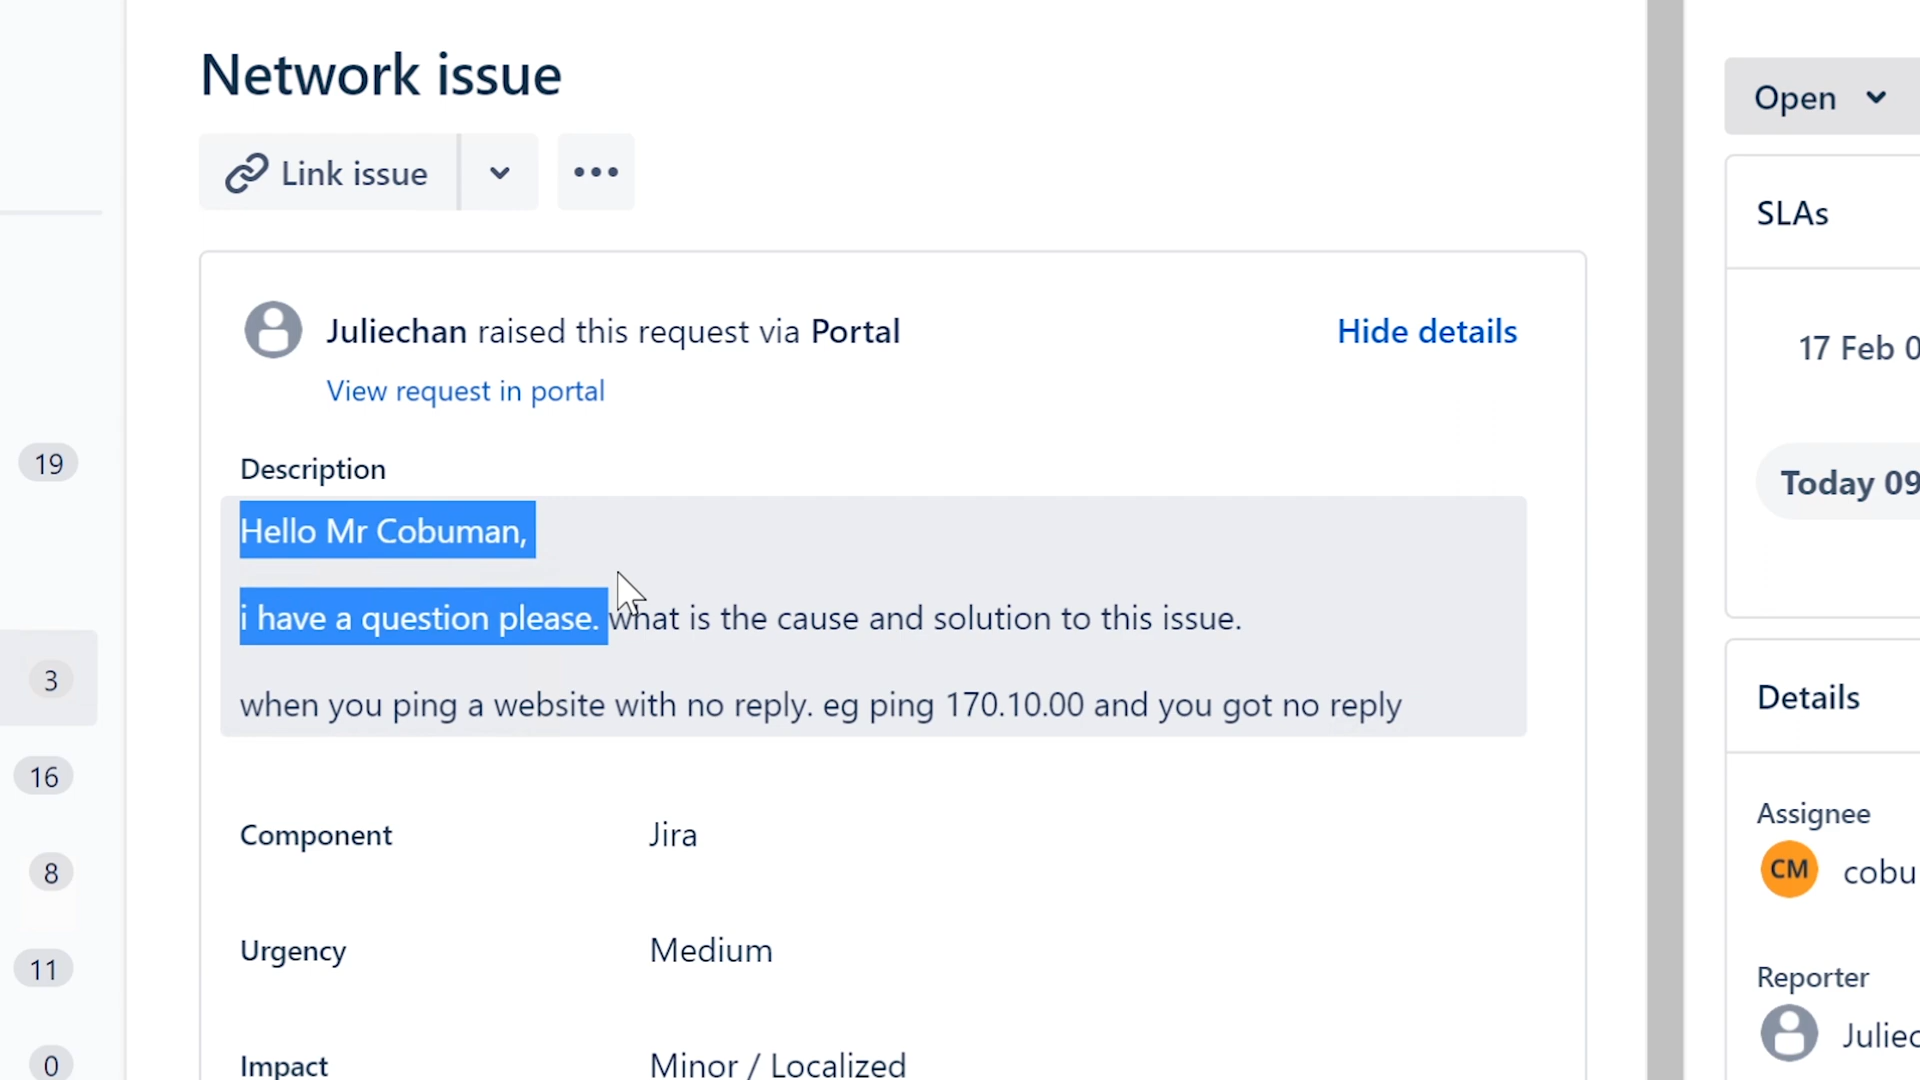 Network issue
Open
Link issue
SLAs
Juliechan raised this request via Portal
Hide details
View request in portal
17 Feb
Description
19
Today 09
Hello Mr Cobuman,
i have a question please. what is the cause and solution to this issue.
3
Details
when you ping a website with no reply. eg ping 170.10.00 and you got no reply
16
Assignee
Component
Jira
8
CM
cobu
Urgency
Medium
11
Reporter
Juliec
0
Impact
Minor / Localized